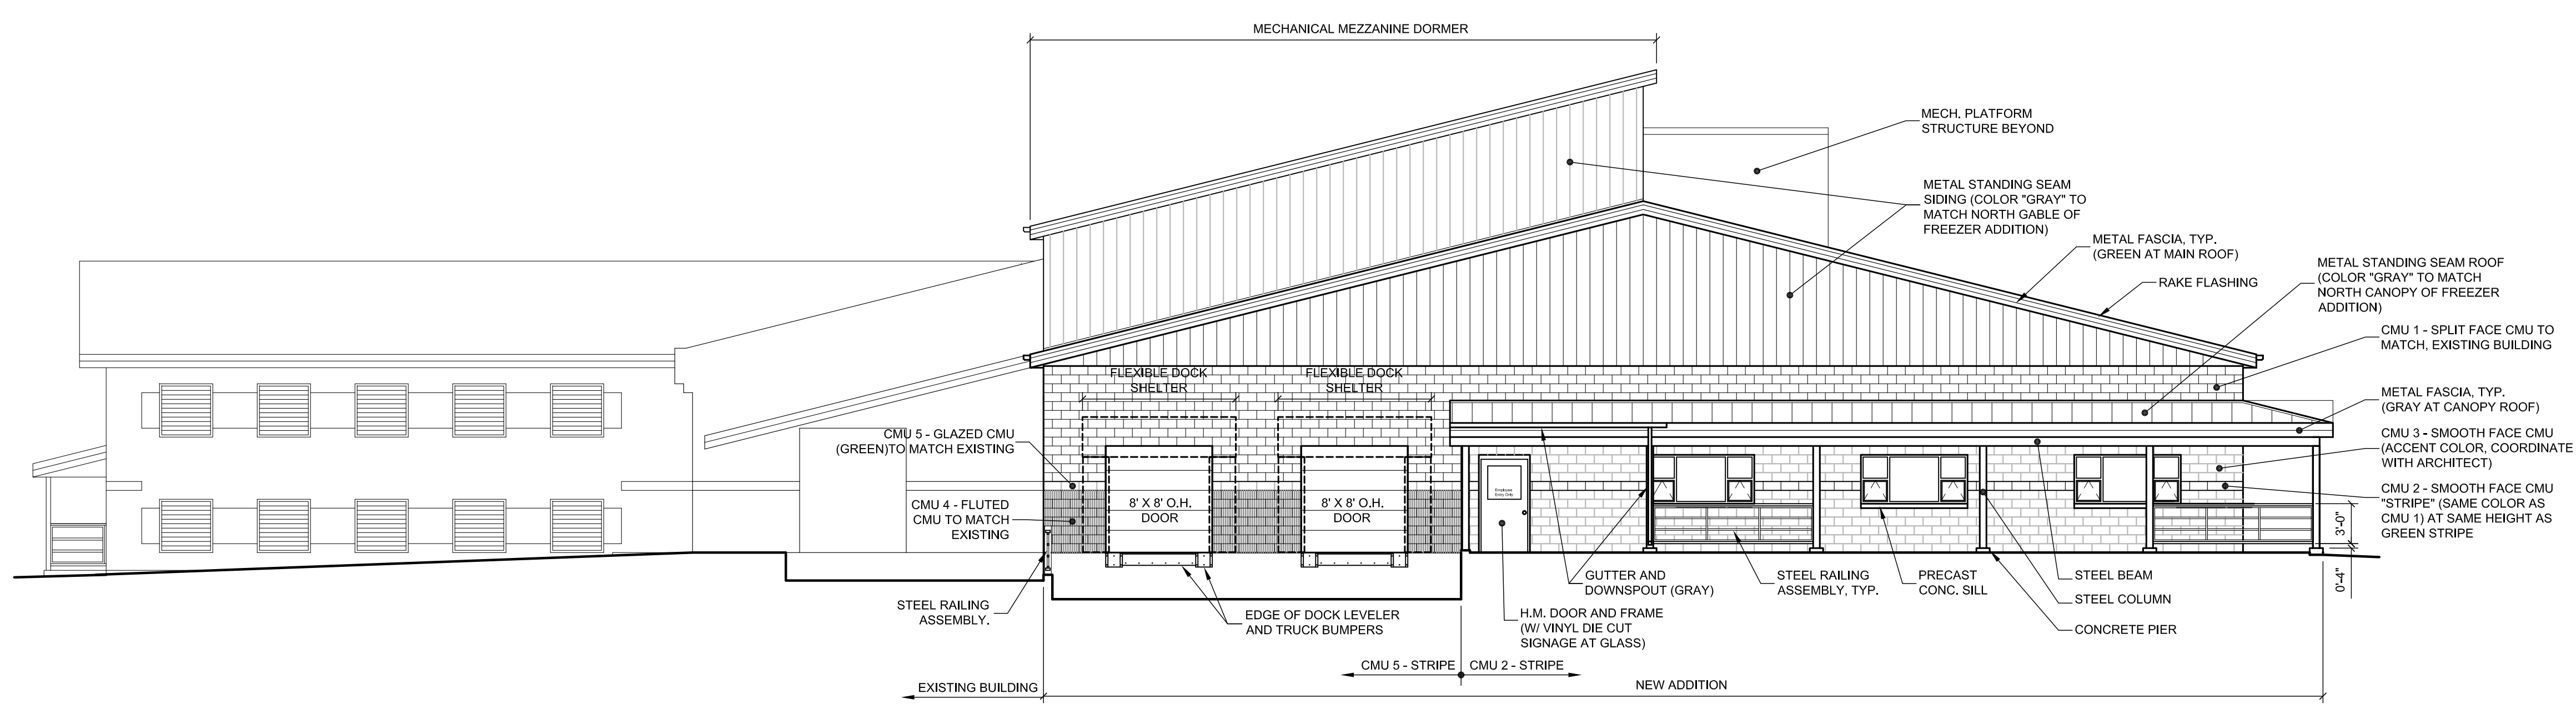 MECHANICAL MEZZANINE DORMER
MECH. PLATFORM
STRUCTURE BEYOND
METAL STANDING SEAM
SIDING (COLOR "GRAY" TO
MATCH NORTH GABLE OF
FREEZER ADDITION)
METAL FASCIA, TYP.
(GREEN AT MAIN ROOF)
RAKE FLASHING
METAL STANDING SEAM ROOF
(COLOR "GRAY" TO MATCH
NORTH CANOPY OF FREEZER
ADDITION)
CMU 1 - SPLIT FACE CMU TO
MATCH, EXISTING BUILDING
METAL FASCIA, TYP.
(GRAY AT CANOPY ROOF)
CMU 3 - SMOOTH FACE CMU
(ACCENT COLOR, COORDINATE
WITH ARCHITECT)
CMU 2 - SMOOTH FACE CMU
"STRIPE" (SAME COLOR AS
CMU 1) AT SAME HEIGHT AS
GREEN STRIPE
3'-0"
0'-4"
FLEXIBLE DOCK
SHELTER
FLEXIBLE DOCK
SHELTER
CMU 5 - GLAZED CMU
(GREEN)TO MATCH EXISTING
CMU 4 - FLUTED
CMU TO MATCH
EXISTING
8' X 8' O.H.
DOOR
8' X 8' O.H.
DOOR
Employee
Entry Only
STEEL RAILING
ASSEMBLY.
EDGE OF DOCK LEVELER
AND TRUCK BUMPERS
GUTTER AND
DOWNSPOUT (GRAY)
H.M. DOOR AND FRAME
(W/ VINYL DIE CUT
SIGNAGE AT GLASS)
STEEL RAILING
ASSEMBLY, TYP.
PRECAST
CONC. SILL
STEEL BEAM
STEEL COLUMN
CONCRETE PIER
CMU 5 - STRIPE
CMU 2 - STRIPE
EXISTING BUILDING
NEW ADDITION